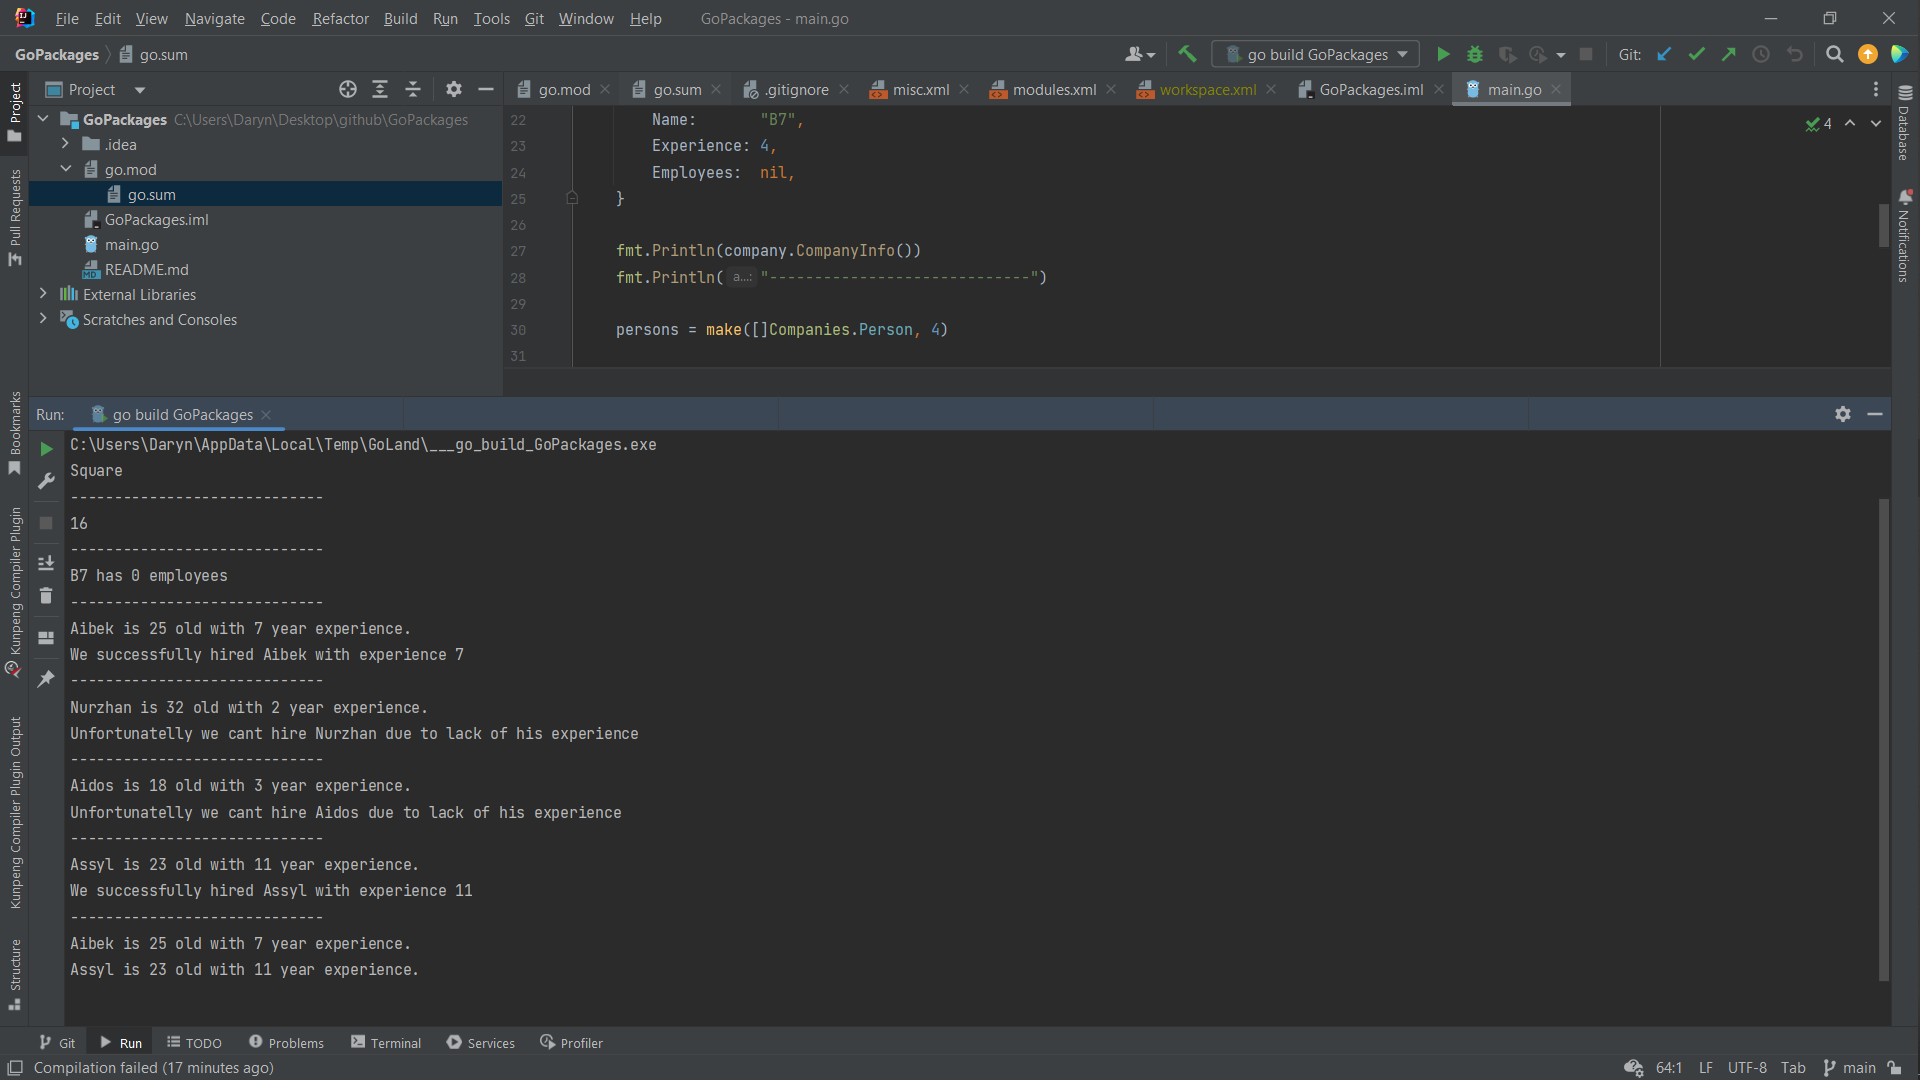 File Edit View Navigate Code Refactor Build Run Tools Git Window Help GoPackages - main.go
GoPackages go.sum go build GoPackages Git:
Project go.mod go.sum .gitignore misc.xml modules.xml workspace.xml GoPackages.iml main.go
GoPackages C:\Users\Daryn\Desktop\github\GoPackages
.idea
go.mod
go.sum
GoPackages.iml
main.go
README.md
External Libraries
Scratches and Consoles
22 Name: "B7",
23 Experience: 4,
24 Employees: nil,
25 }
26
27 fmt.Println(company.CompanyInfo())
28 fmt.Println( a...: "-----------------------------")
29
30 persons = make([]Companies.Person, 4)
31
4
Project
Pull Requests
Bookmarks
Kunpeng Compiler Plugin
Kunpeng Compiler Plugin Output
Structure
Database
Notifications
Run: go build GoPackages
C:\Users\Daryn\AppData\Local\Temp\GoLand\___go_build_GoPackages.exe
Square
-----------------------------
16
-----------------------------
B7 has 0 employees
-----------------------------
Aibek is 25 old with 7 year experience.
We successfully hired Aibek with experience 7
-----------------------------
Nurzhan is 32 old with 2 year experience.
Unfortunatelly we cant hire Nurzhan due to lack of his experience
-----------------------------
Aidos is 18 old with 3 year experience.
Unfortunatelly we cant hire Aidos due to lack of his experience
-----------------------------
Assyl is 23 old with 11 year experience.
We successfully hired Assyl with experience 11
-----------------------------
Aibek is 25 old with 7 year experience.
Assyl is 23 old with 11 year experience.
Git Run TODO Problems Terminal Services Profiler
Compilation failed (17 minutes ago) 64:1 LF UTF-8 Tab main